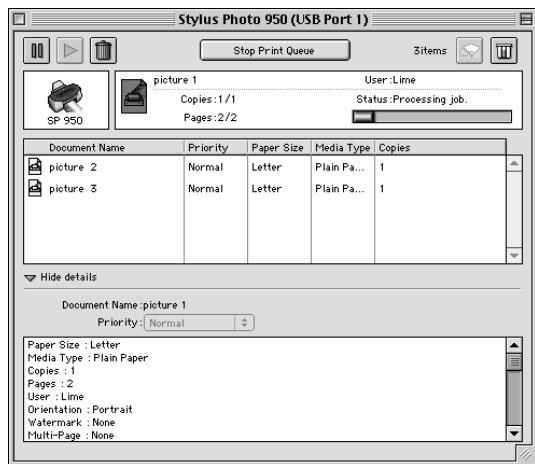 Stylus Photo 950 (USB Port 1)
Stop Print Queue
3items
SP 950
picture 1
User:Lime
Copies:1/1
Status:Processing job.
Pages:2/2
Document Name Priority Paper Size Media Type Copies
picture 2 Normal Letter Plain Pa... 1
picture 3 Normal Letter Plain Pa... 1
Hide details
Document Name:picture 1
Priority: Normal
Paper Size : Letter
Media Type : Plain Paper
Copies : 1
Pages : 2
User : Lime
Orientation : Portrait
Watermark : None
Multi-Page : None